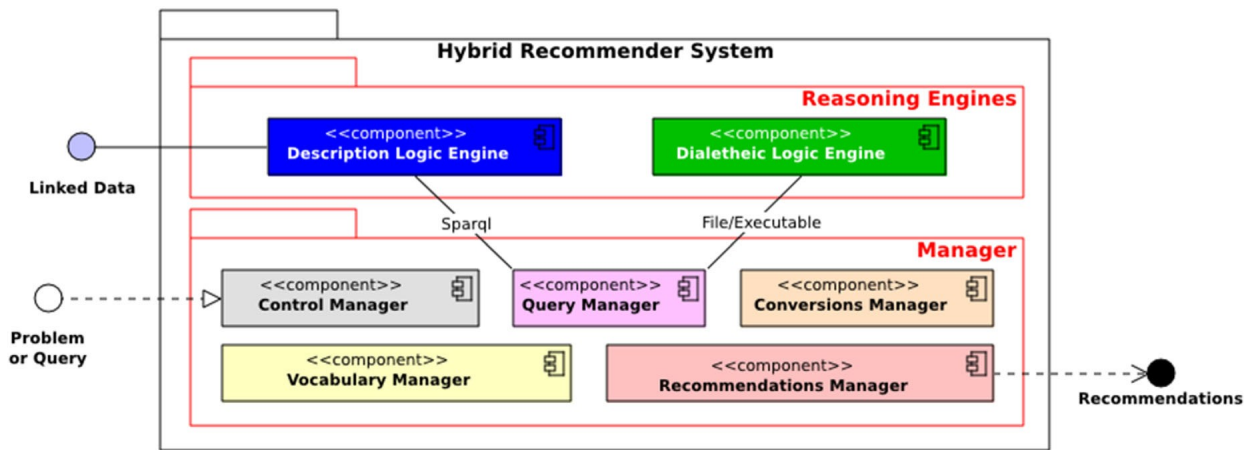 Hybrid Recommender System
Reasoning Engines
<<component>>
Description Logic Engine
<<component>>
Dialetheic Logic Engine
Linked Data
Sparql
File/Executable
Manager
<<component>>
Control Manager
<<component>>
Query Manager
<<component>>
Conversions Manager
Problem
or Query
<<component>>
Vocabulary Manager
<<component>>
Recommendations Manager
Recommendations